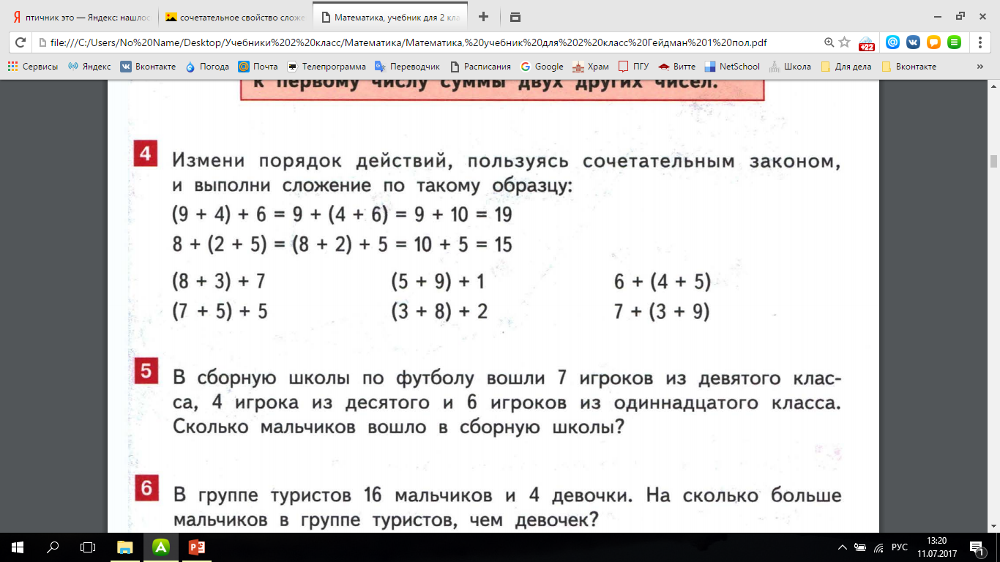 птичник это — Яндекс: нашлос
сочетательное свойство сложе
Математика, учебник для 2 кла
file:///C:/Users/No%20Name/Desktop/Учебники%202%20класс/Математика/Математика,%20учебник%20для%202%20класс%20Гейдман%201%20пол.pdf
+22
Сервисы Яндекс Вконтакте Погода Почта Телепрограмма Переводчик Расписания Google Храм ПГУ Витте NetSchool Школа Для дела Вконтакте »
к первому числу суммы двух других чисел.
4
Измени порядок действий, пользуясь сочетательным законом,
и выполни сложение по такому образцу:
(9 + 4) + 6 = 9 + (4 + 6) = 9 + 10 = 19
8 + (2 + 5) = (8 + 2) + 5 = 10 + 5 = 15
(8 + 3) + 7 (5 + 9) + 1 6 + (4 + 5)
(7 + 5) + 5 (3 + 8) + 2 7 + (3 + 9)
5
В сборную школы по футболу вошли 7 игроков из девятого клас-
са, 4 игрока из десятого и 6 игроков из одиннадцатого класса.
Сколько мальчиков вошло в сборную школы?
6
В группе туристов 16 мальчиков и 4 девочки. На сколько больше
мальчиков в группе туристов, чем девочек?
РУС
13:20
11.07.2017
1